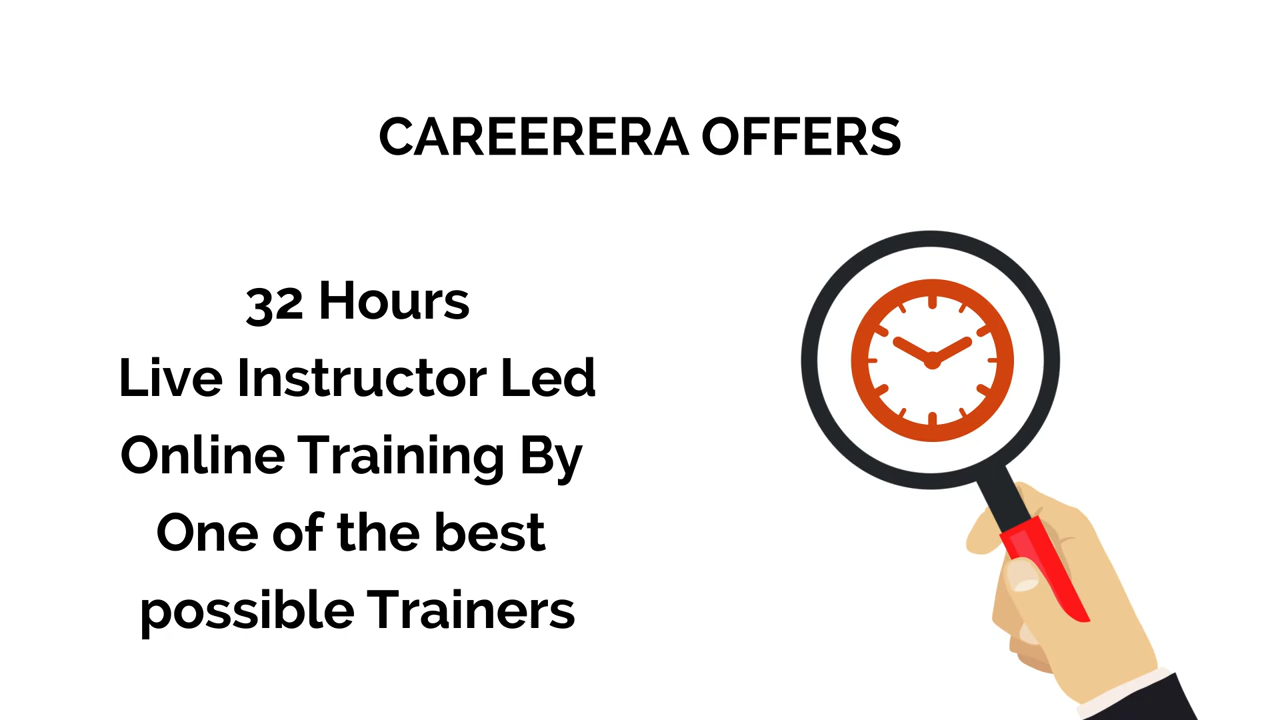 CAREERERA OFFERS
32 Hours
Live Instructor Led
Online Training By
One of the best
possible Trainers